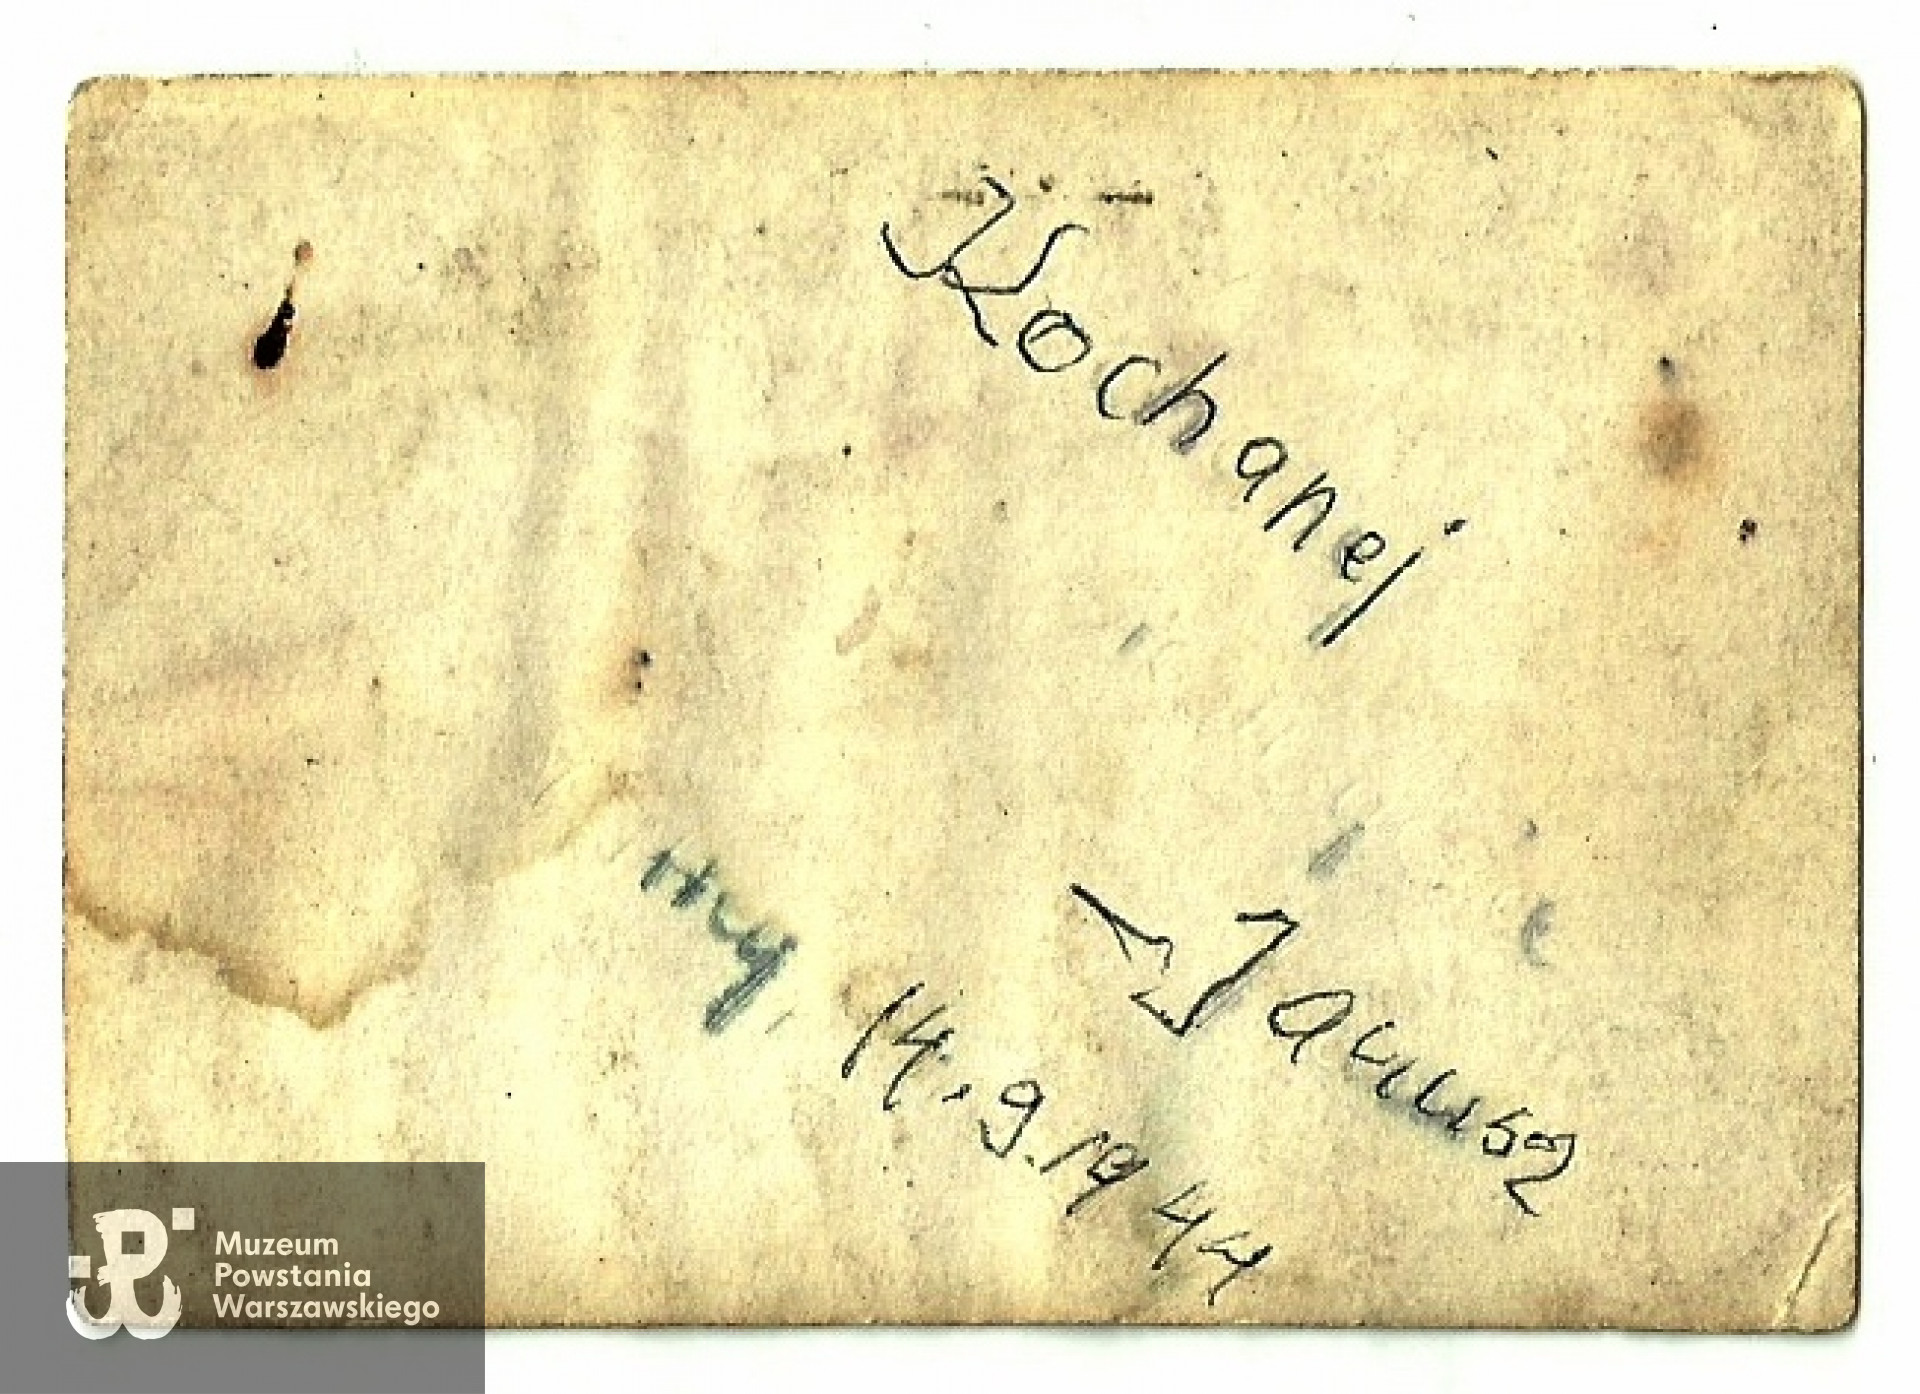 Kochanej
Janusz
14.9.1944
Muzeum
Powstania
Warszawskiego